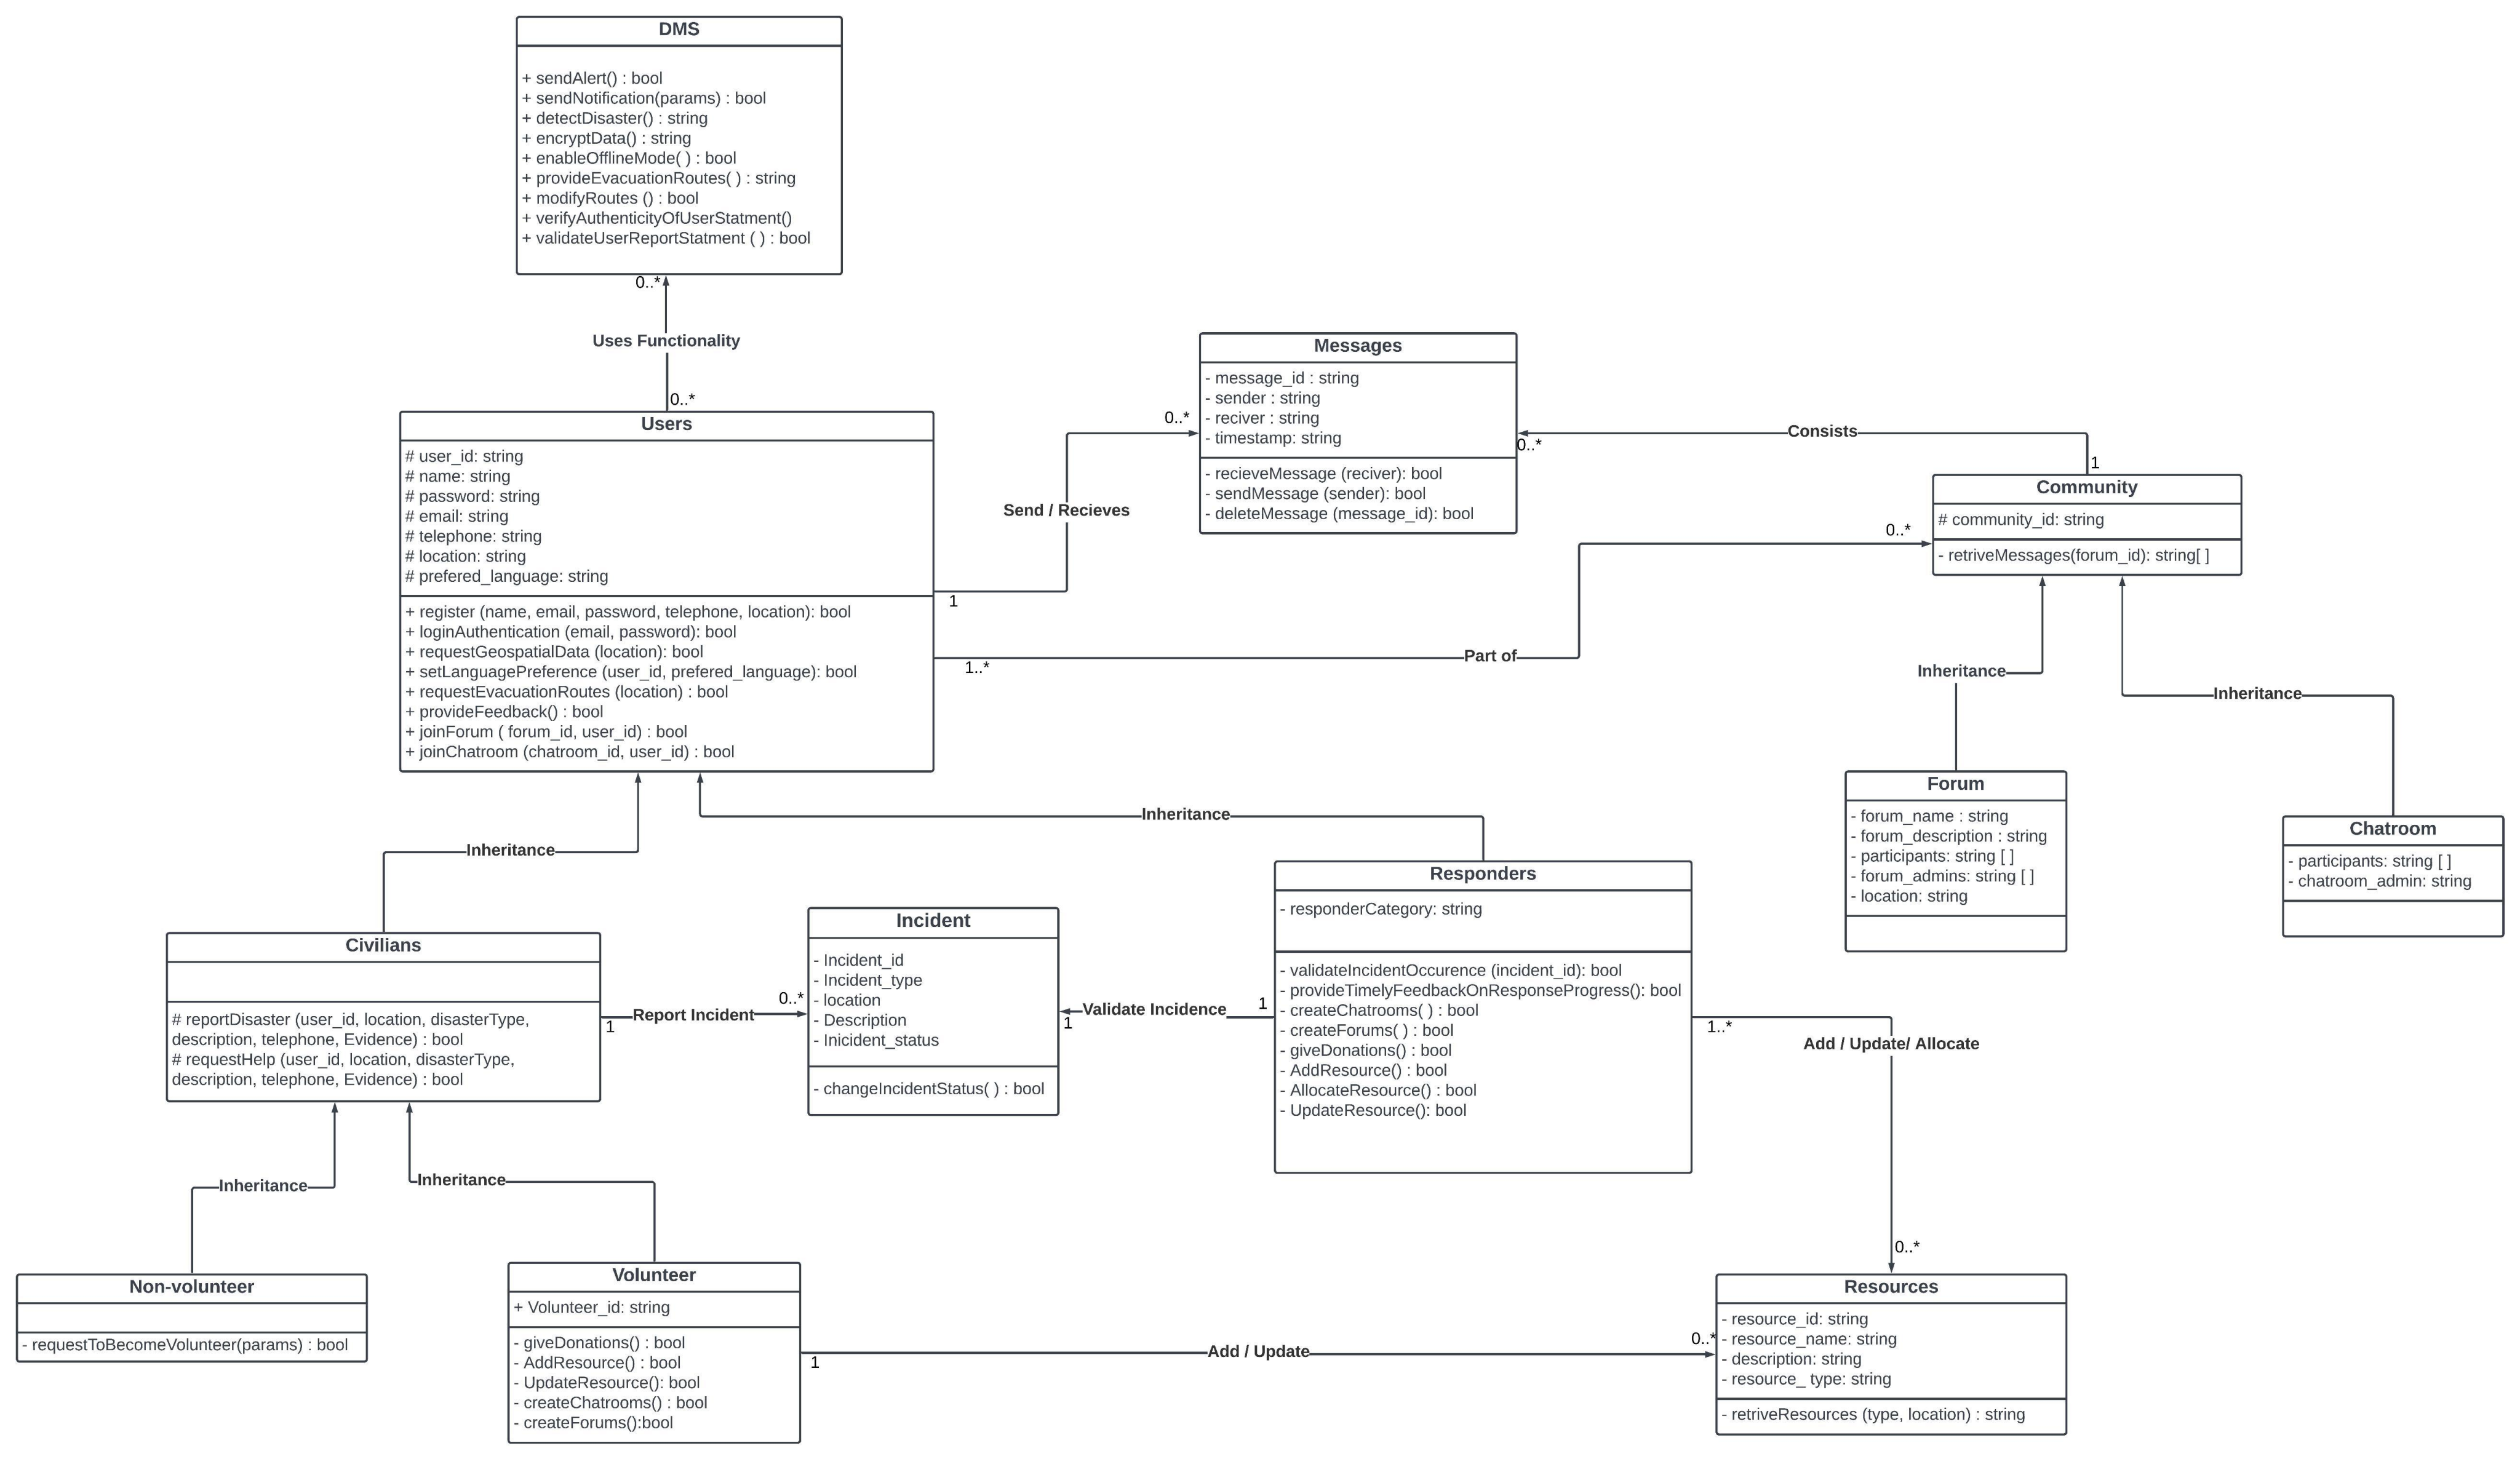 DMS
+ sendAlert() : bool
+ sendNotification(params) : bool
+ detectDisaster() : string
+ encryptData() : string
+ enableOfflineMode( ) : bool
+ provideEvacuationRoutes( ) : string
+ modifyRoutes () : bool
+ verifyAuthenticityOfUserStatment()
+ validateUserReportStatment ( ) : bool
0..*
Uses Functionality
0..*
Users
# user_id: string
# name: string
# password: string
# email: string
# telephone: string
# location: string
# prefered_language: string
+ register (name, email, password, telephone, location): bool
+ loginAuthentication (email, password): bool
+ requestGeospatialData (location): bool
+ setLanguagePreference (user_id, prefered_language): bool
+ requestEvacuationRoutes (location) : bool
+ provideFeedback() : bool
+ joinForum ( forum_id, user_id) : bool
+ joinChatroom (chatroom_id, user_id) : bool
1
Send / Recieves
0..*
Messages
- message_id : string
- sender : string
- reciver : string
- timestamp: string
- recieveMessage (reciver): bool
- sendMessage (sender): bool
- deleteMessage (message_id): bool
0..*
Consists
1
Community
# community_id: string
- retriveMessages(forum_id): string[ ]
1..*
Part of
0..*
Inheritance
Inheritance
Forum
- forum_name : string
- forum_description : string
- participants: string [ ]
- forum_admins: string [ ]
- location: string
Chatroom
- participants: string [ ]
- chatroom_admin: string
Inheritance
Inheritance
Civilians
# reportDisaster (user_id, location, disasterType,
description, telephone, Evidence) : bool
# requestHelp (user_id, location, disasterType,
description, telephone, Evidence) : bool
1
Report Incident
0..*
Incident
- Incident_id
- Incident_type
- location
- Description
- Inicident_status
- changeIncidentStatus( ) : bool
1
Validate Incidence
1
Responders
- responderCategory: string
- validateIncidentOccurence (incident_id): bool
- provideTimelyFeedbackOnResponseProgress(): bool
- createChatrooms( ) : bool
- createForums( ) : bool
- giveDonations() : bool
- AddResource() : bool
- AllocateResource() : bool
- UpdateResource(): bool
1..*
Add / Update/ Allocate
0..*
Inheritance
Inheritance
Non-volunteer
- requestToBecomeVolunteer(params) : bool
Volunteer
+ Volunteer_id: string
- giveDonations() : bool
- AddResource() : bool
- UpdateResource(): bool
- createChatrooms() : bool
- createForums():bool
1
Add / Update
0..*
Resources
- resource_id: string
- resource_name: string
- description: string
- resource_ type: string
- retriveResources (type, location) : string